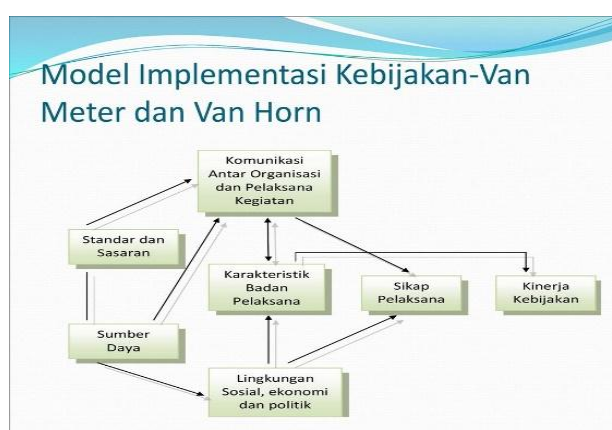 Model Implementasi Kebijakan-Van
Meter dan Van Horn
Komunikasi
Antar Organisasi
dan Pelaksana
Kegiatan
Standar dan
Sasaran
Karakteristik
Badan
Pelaksana
Sikap
Pelaksana
Kinerja
Kebijakan
Sumber
Daya
Lingkungan
Sosial, ekonomi
dan politik